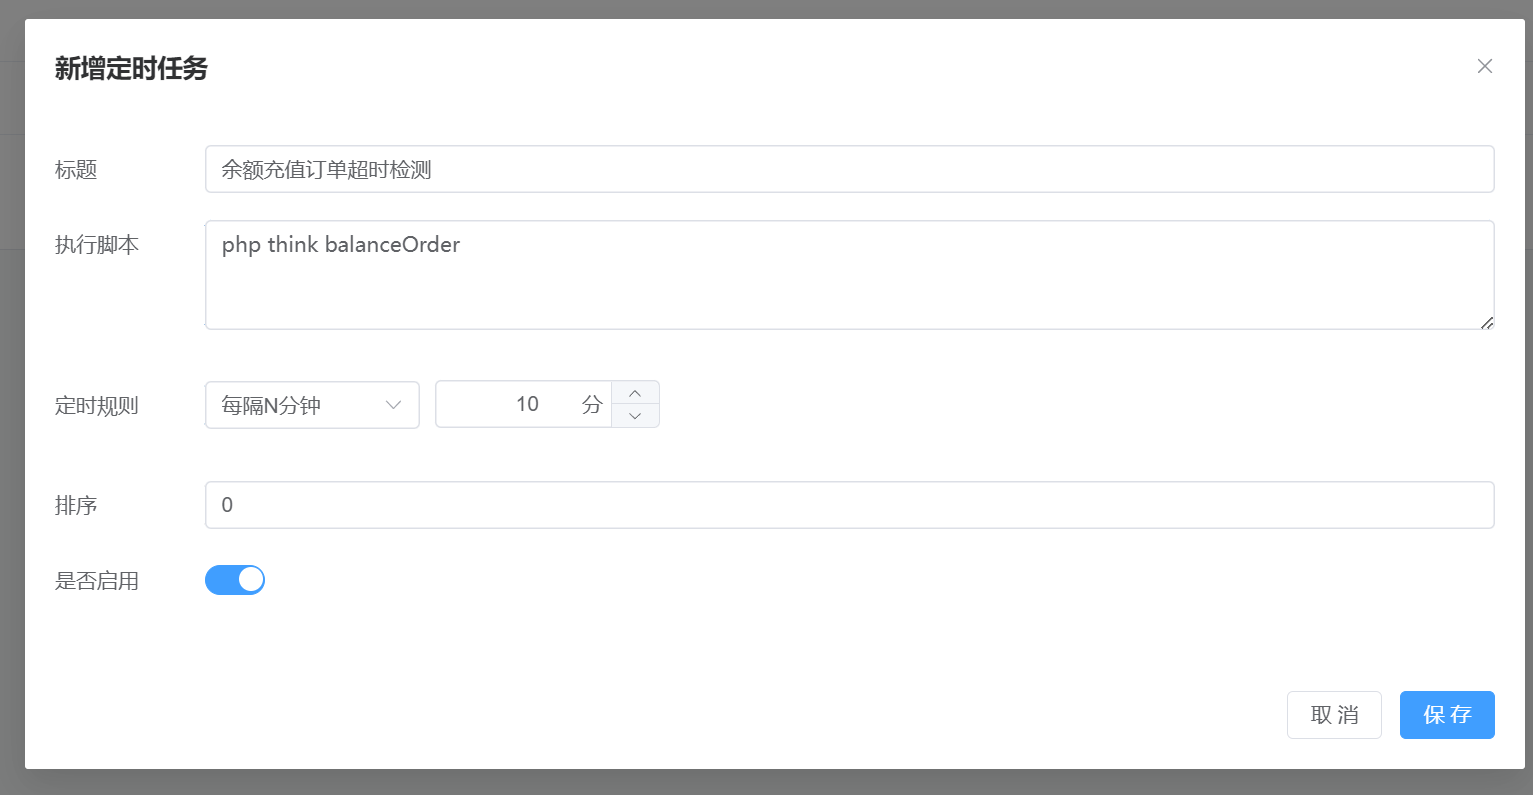 新增定时任务
标题
余额充值订单超时检测
执行脚本
php think balanceOrder
定时规则
每隔N分钟
10 分
排序
0
是否启用
取 消
保 存